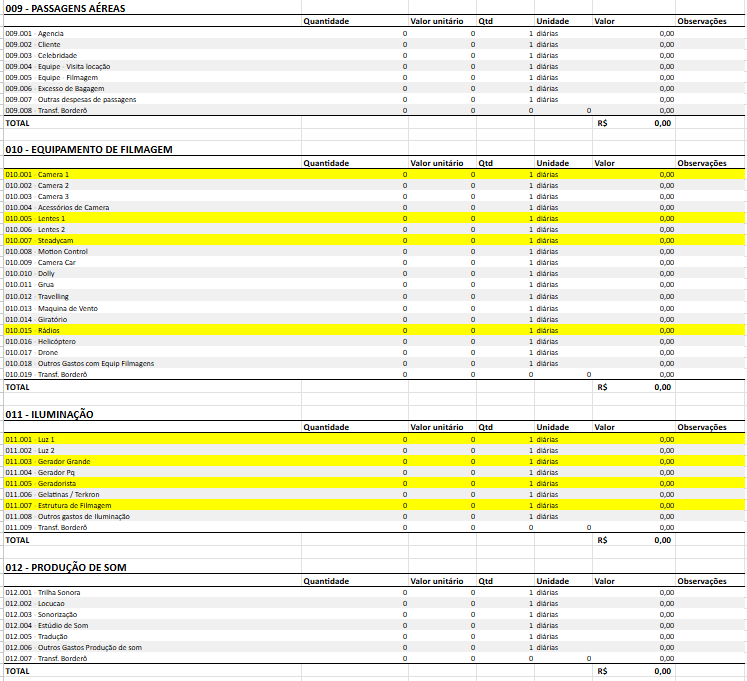 009 - PASSAGENS AÉREAS
Quantidade Valor unitário Qtd Unidade Valor Observações
009.001 - Agencia 0 0 1 diárias 0,00
009.002 - Cliente 0 0 1 diárias 0,00
009.003 - Celebridade 0 0 1 diárias 0,00
009.004 - Equipe - Visita locação 0 0 1 diárias 0,00
009.005 - Equipe - Filmagem 0 0 1 diárias 0,00
009.006 - Excesso de Bagagem 0 0 1 diárias 0,00
009.007 - Outras despesas de passagens 0 0 1 diárias 0,00
009.008 - Transf. Borderô 0 0 0 0 0,00
TOTAL R$ 0,00
010 - EQUIPAMENTO DE FILMAGEM
Quantidade Valor unitário Qtd Unidade Valor Observações
010.001 - Camera 1 0 0 1 diárias 0,00
010.002 - Camera 2 0 0 1 diárias 0,00
010.003 - Camera 3 0 0 1 diárias 0,00
010.004 - Acessórios de Camera 0 0 1 diárias 0,00
010.005 - Lentes 1 0 0 1 diárias 0,00
010.006 - Lentes 2 0 0 1 diárias 0,00
010.007 - Steadycam 0 0 1 diárias 0,00
010.008 - Motion Control 0 0 1 diárias 0,00
010.009 - Camera Car 0 0 1 diárias 0,00
010.010 - Dolly 0 0 1 diárias 0,00
010.011 - Grua 0 0 1 diárias 0,00
010.012 - Travelling 0 0 1 diárias 0,00
010.013 - Maquina de Vento 0 0 1 diárias 0,00
010.014 - Giratório 0 0 1 diárias 0,00
010.015 - Rádios 0 0 1 diárias 0,00
010.016 - Helicóptero 0 0 1 diárias 0,00
010.017 - Drone 0 0 1 diárias 0,00
010.018 - Outros Gastos com Equip Filmagens 0 0 1 diárias 0,00
010.019 - Transf. Borderô 0 0 0 0 0,00
TOTAL R$ 0,00
011 - ILUMINAÇÃO
Quantidade Valor unitário Qtd Unidade Valor Observações
011.001 - Luz 1 0 0 1 diárias 0,00
011.002 - Luz 2 0 0 1 diárias 0,00
011.003 - Gerador Grande 0 0 1 diárias 0,00
011.004 - Gerador Pq 0 0 1 diárias 0,00
011.005 - Geradorista 0 0 1 diárias 0,00
011.006 - Gelatinas / Terkron 0 0 1 diárias 0,00
011.007 - Estrutura de Filmagem 0 0 1 diárias 0,00
011.008 - Outros gastos de Iluminação 0 0 1 diárias 0,00
011.009 - Transf. Borderô 0 0 0 0 0,00
TOTAL R$ 0,00
012 - PRODUÇÃO DE SOM
Quantidade Valor unitário Qtd Unidade Valor Observações
012.001 - Trilha Sonora 0 0 1 diárias 0,00
012.002 - Locucao 0 0 1 diárias 0,00
012.003 - Sonorização 0 0 1 diárias 0,00
012.004 - Estúdio de Som 0 0 1 diárias 0,00
012.005 - Tradução 0 0 1 diárias 0,00
012.006 - Outros Gastos Produção de som 0 0 1 diárias 0,00
012.007 - Transf. Borderô 0 0 0 0 0,00
TOTAL R$ 0,00